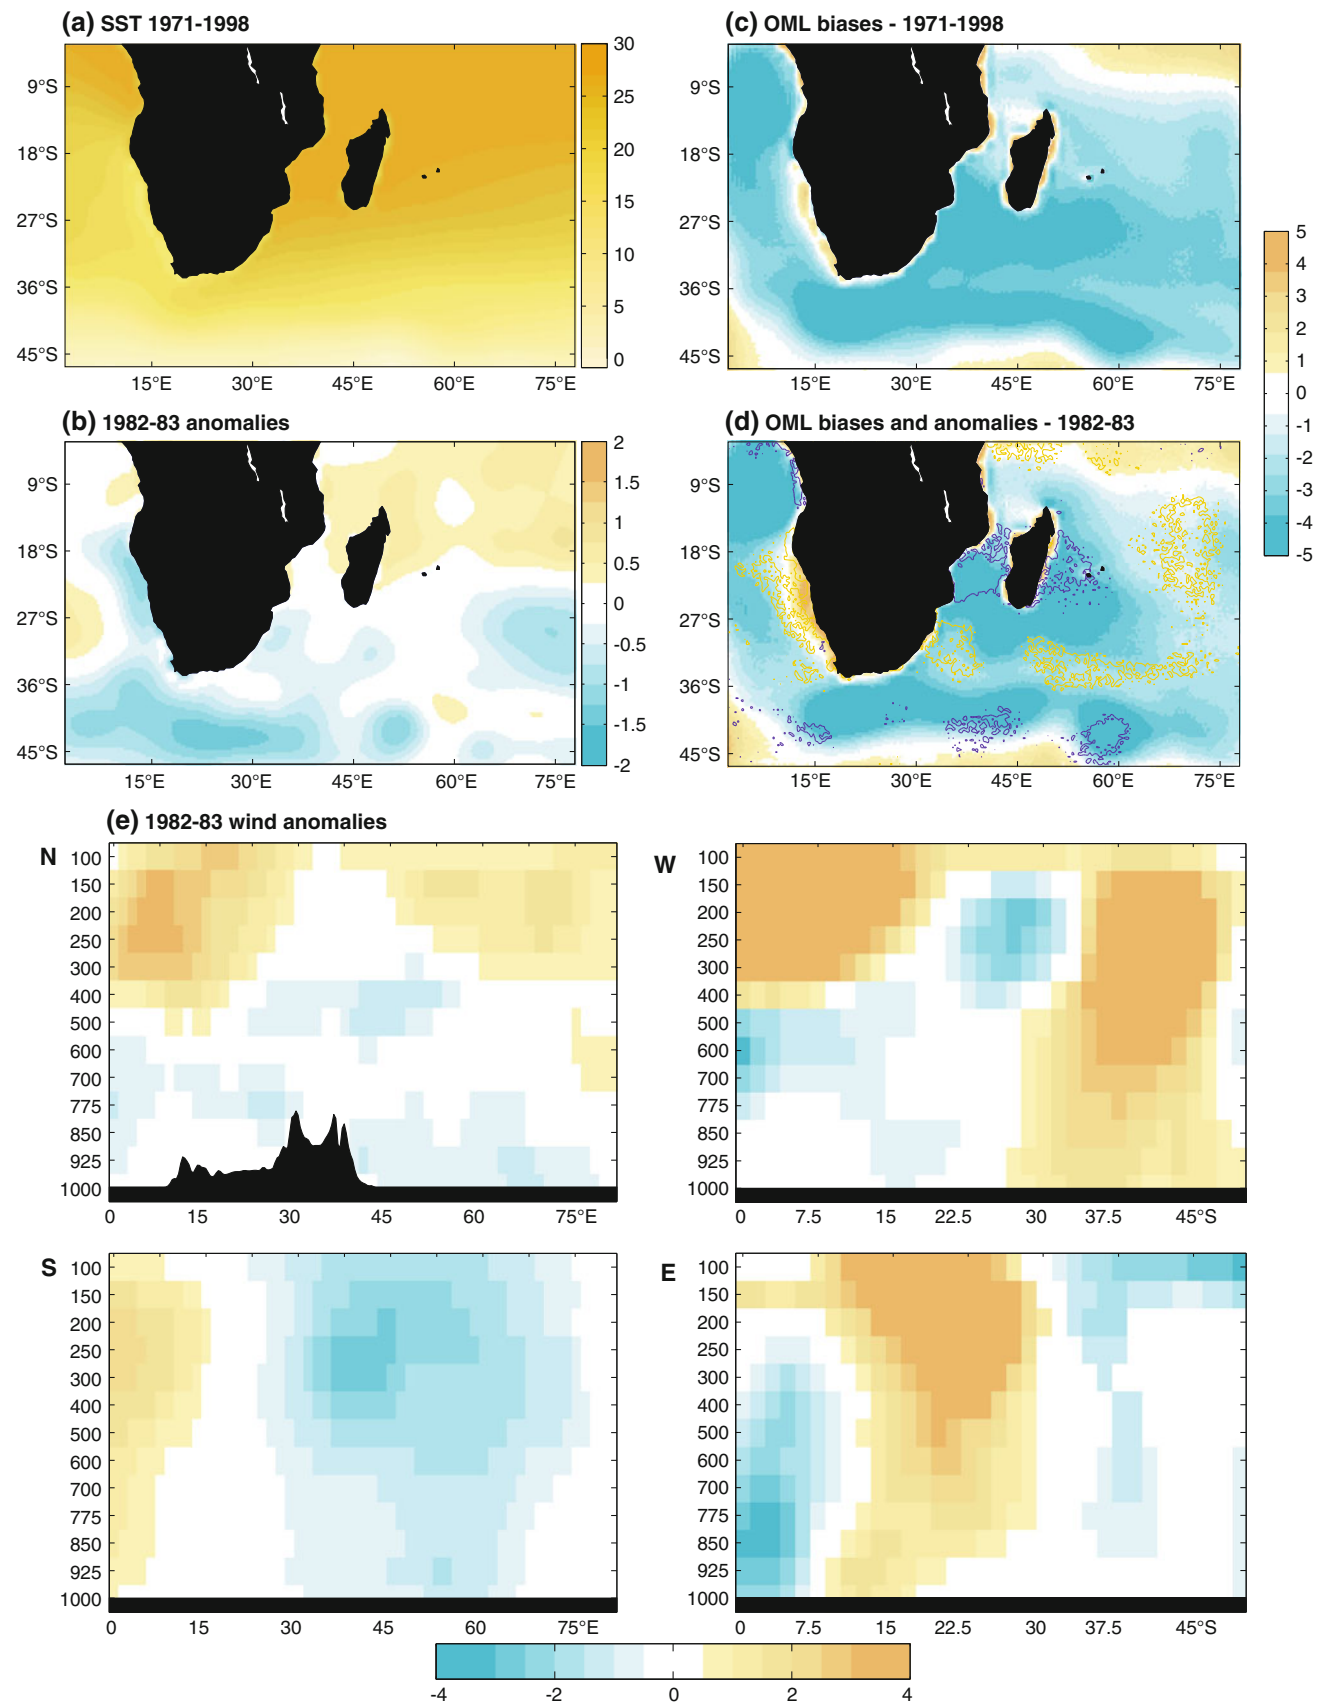 (a) SST 1971-1998
9°S
18°S
27°S
36°S
45°S
15°E 30°E 45°E 60°E 75°E
30
25
20
15
10
5
0
(c) OML biases - 1971-1998
9°S
18°S
27°S
36°S
45°S
15°E 30°E 45°E 60°E 75°E
5
4
3
2
1
0
-1
-2
-3
-4
-5
(b) 1982-83 anomalies
9°S
18°S
27°S
36°S
45°S
15°E 30°E 45°E 60°E 75°E
2
1.5
1
0.5
0
-0.5
-1
-1.5
-2
(d) OML biases and anomalies - 1982-83
9°S
18°S
27°S
36°S
45°S
15°E 30°E 45°E 60°E 75°E
(e) 1982-83 wind anomalies
N
100
150
200
250
300
400
500
600
700
775
850
925
1000
0 15 30 45 60 75°E
W
100
150
200
250
300
400
500
600
700
775
850
925
1000
0 7.5 15 22.5 30 37.5 45°S
S
100
150
200
250
300
400
500
600
700
775
850
925
1000
0 15 30 45 60 75°E
E
100
150
200
250
300
400
500
600
700
775
850
925
1000
0 7.5 15 22.5 30 37.5 45°S
-4 -2 0 2 4